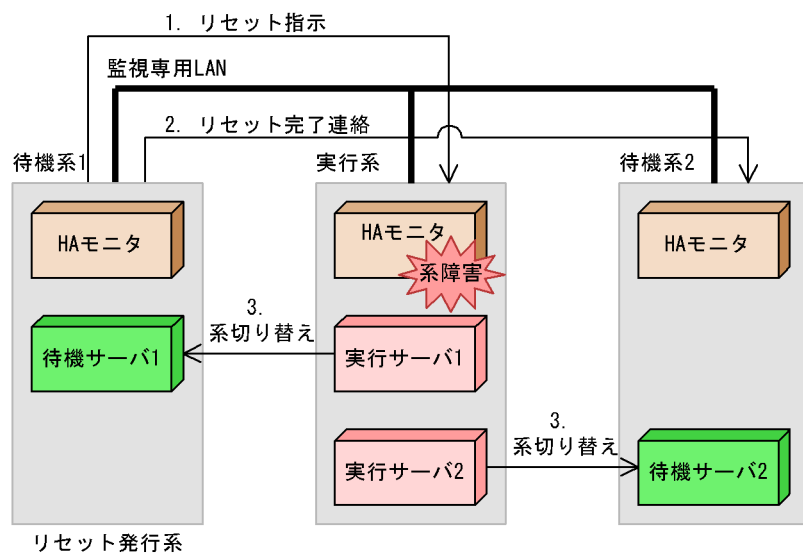 1. リセット指示
監視専用LAN
2. リセット完了連絡
待機系1
実行系
待機系2
HAモニタ
HAモニタ
HAモニタ
系障害
3.
系切り替え
待機サーバ1
実行サーバ1
3.
系切り替え
実行サーバ2
待機サーバ2
リセット発行系